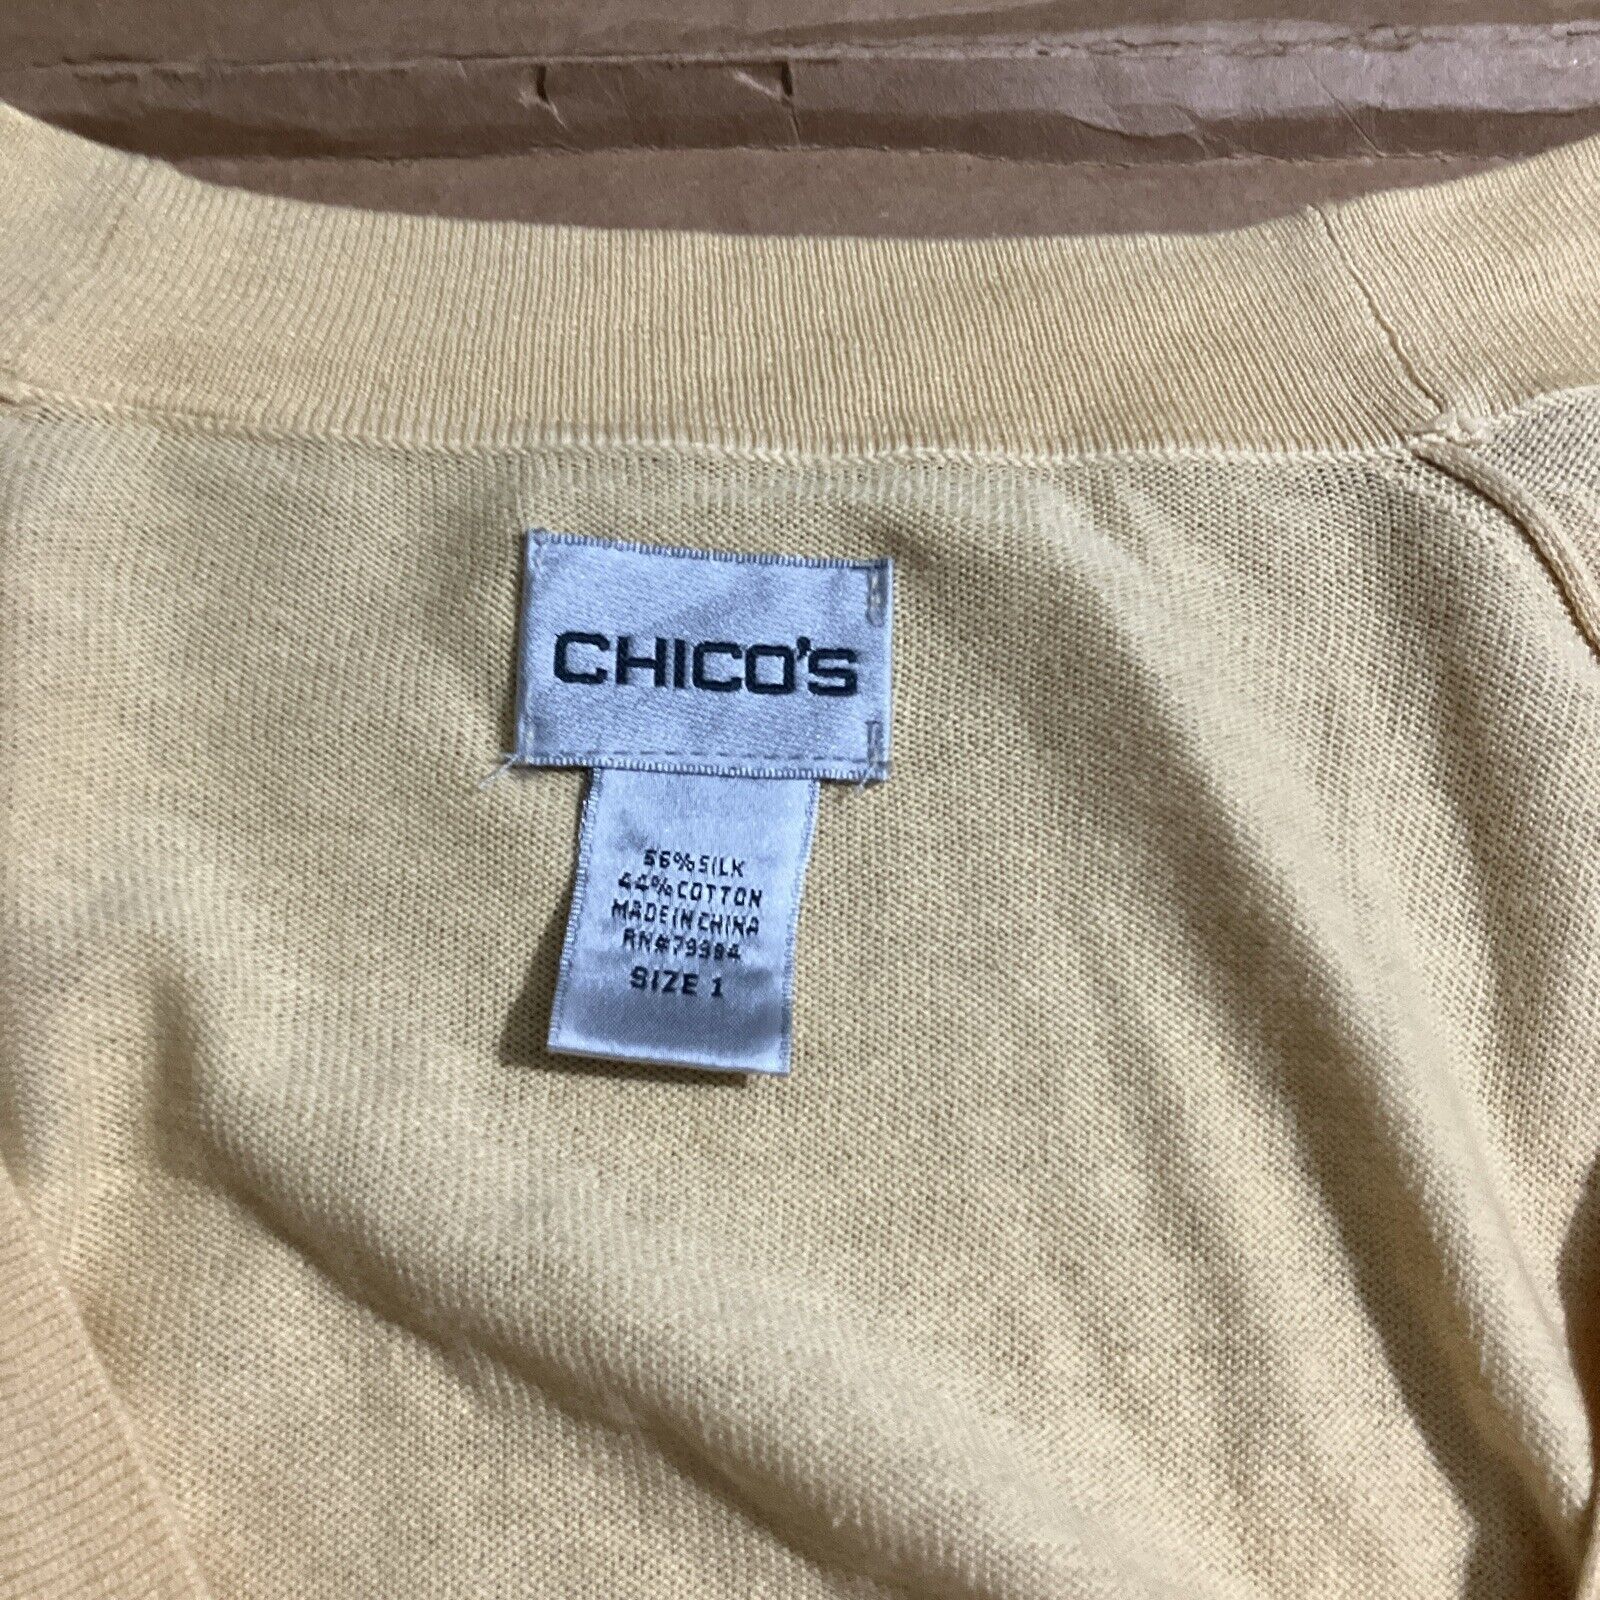 CHICO'S
56% SILK
44% COTTON
MADE IN CHINA
RN#79984
SIZE 1